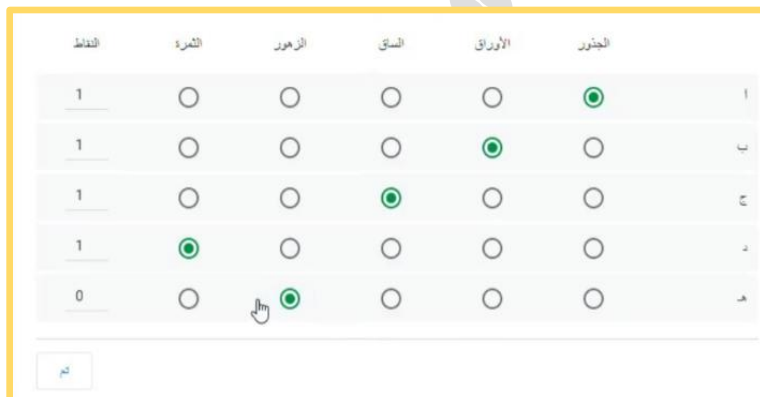 الجذور الأوراق الساق الزهور الثمرة النقاط
أ 1
ب 1
ج 1
د 1
هـ 0
تم